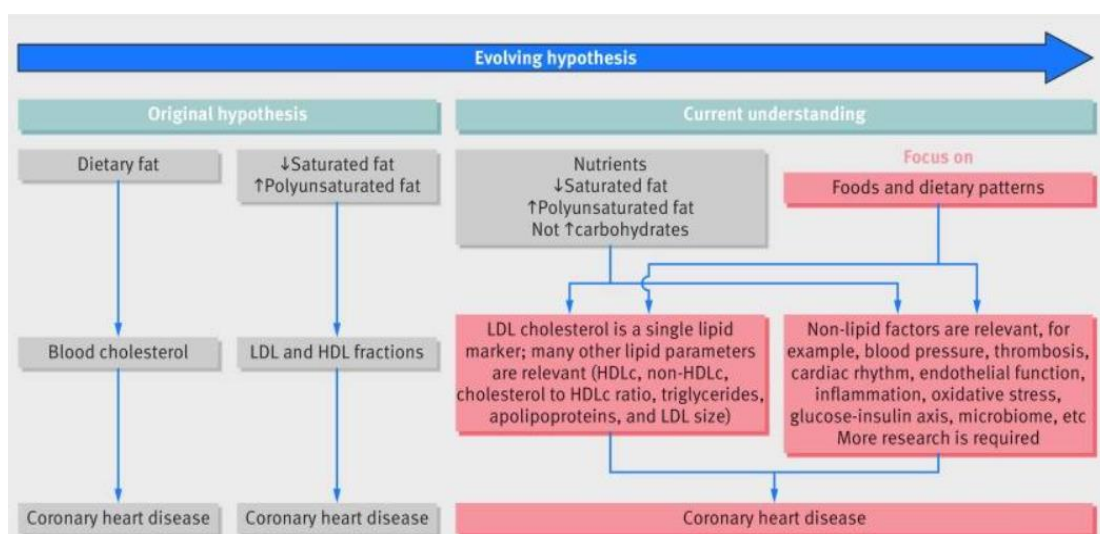 Evolving hypothesis
Original hypothesis
Current understanding
Dietary fat
↓Saturated fat
↑Polyunsaturated fat
Nutrients
↓Saturated fat
↑Polyunsaturated fat
Not ↑carbohydrates
Focus on
Foods and dietary patterns
Blood cholesterol
LDL and HDL fractions
LDL cholesterol is a single lipid
marker; many other lipid parameters
are relevant (HDLc, non-HDLc,
cholesterol to HDLc ratio, triglycerides,
apolipoproteins, and LDL size)
Non-lipid factors are relevant, for
example, blood pressure, thrombosis,
cardiac rhythm, endothelial function,
inflammation, oxidative stress,
glucose-insulin axis, microbiome, etc
More research is required
Coronary heart disease
Coronary heart disease
Coronary heart disease